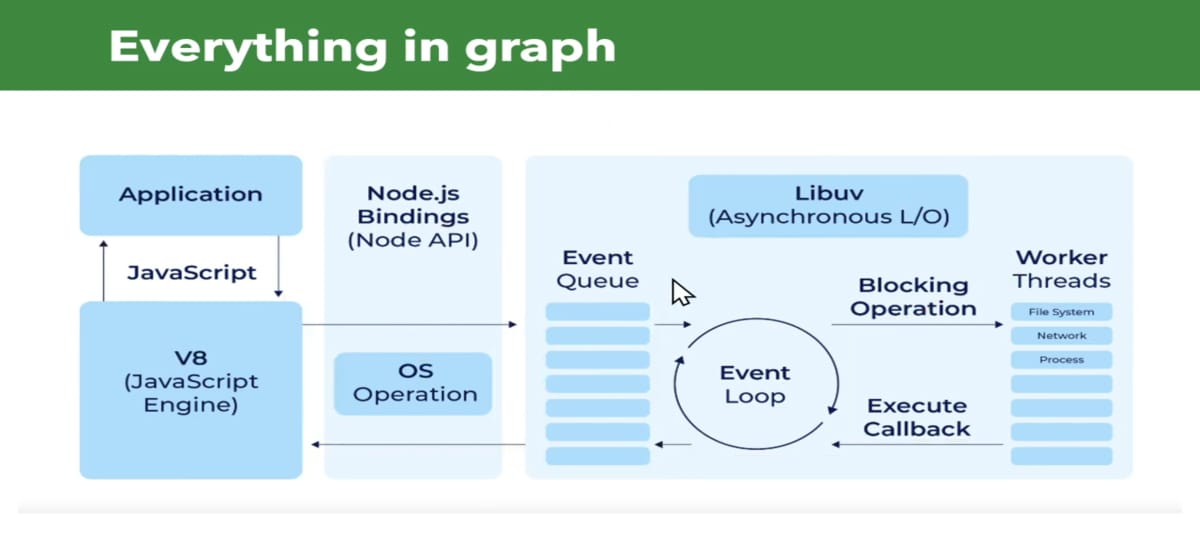 Everything in graph
Application
JavaScript
V8
(JavaScript
Engine)
Node.js
Bindings
(Node API)
OS
Operation
Libuv
(Asynchronous L/O)
Event
Queue
Event
Loop
Blocking
Operation
Execute
Callback
Worker
Threads
File System
Network
Process